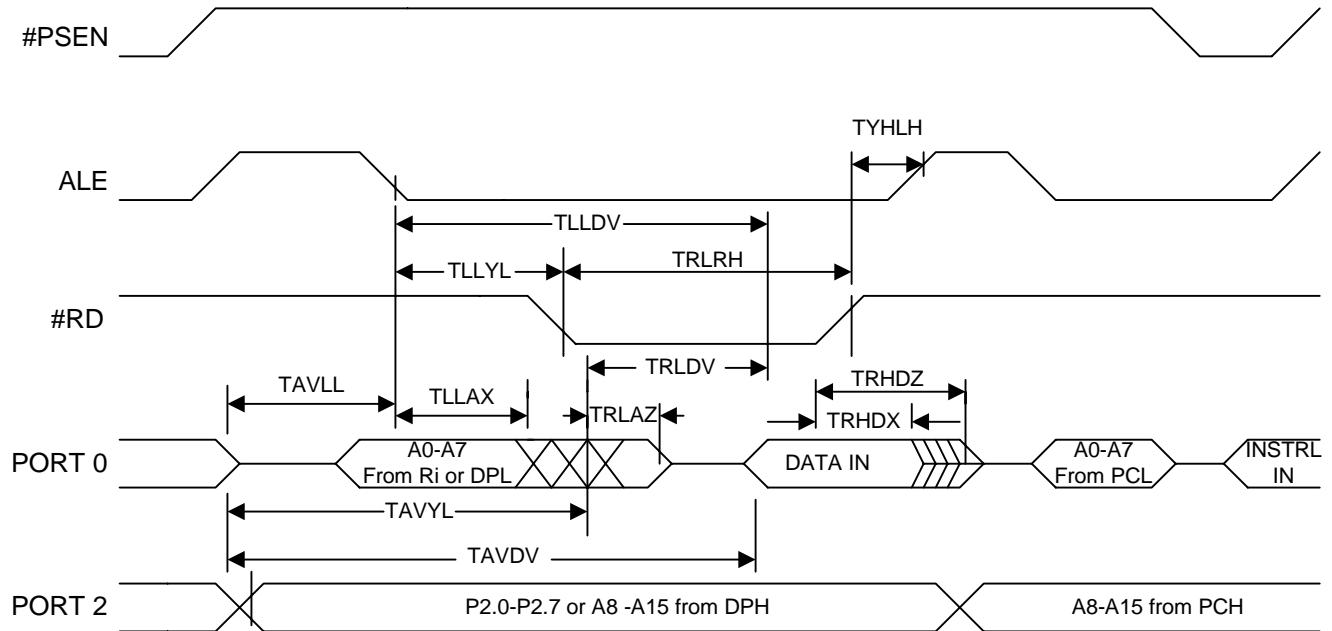 #PSEN
TYHLH
ALE
TLLDV
TLLYL
TRLRH
#RD
TRLDV
TAVLL
TLLAX
TRHDZ
TRLAZ
TRHDX
PORT 0
A0-A7
From Ri or DPL
DATA IN
A0-A7
From PCL
INSTRL
IN
TAVYL
TAVDV
PORT 2
P2.0-P2.7 or A8 -A15 from DPH
A8-A15 from PCH